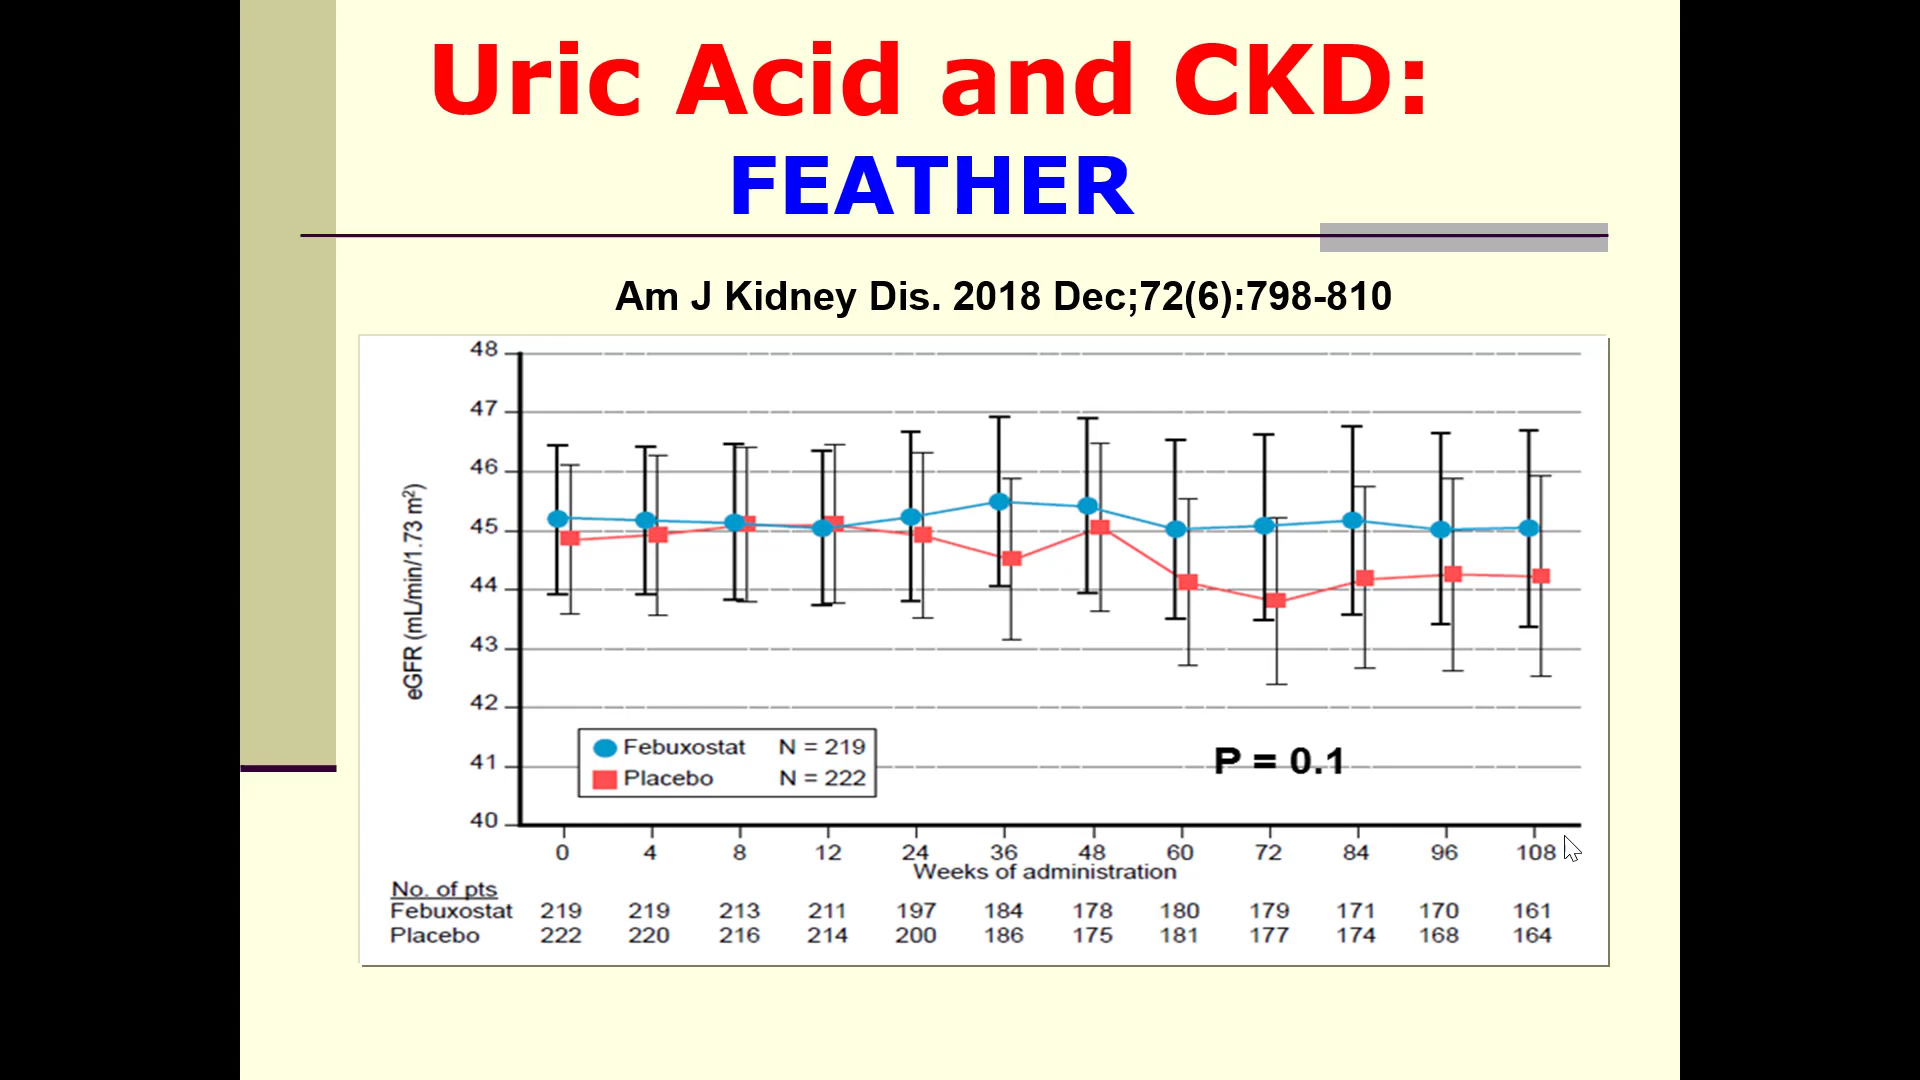 Uric Acid and CKD:
FEATHER
Am J Kidney Dis. 2018 Dec;72(6):798-810
48
47
46
45
44
43
42
41
40
eGFR (mL/min/1.73 m²)
Febuxostat N = 219
Placebo N = 222
P = 0.1
0 4 8 12 24 36 48 60 72 84 96 108
Weeks of administration
No. of pts
Febuxostat 219 219 213 211 197 184 178 180 179 171 170 161
Placebo 222 220 216 214 200 186 175 181 177 174 168 164